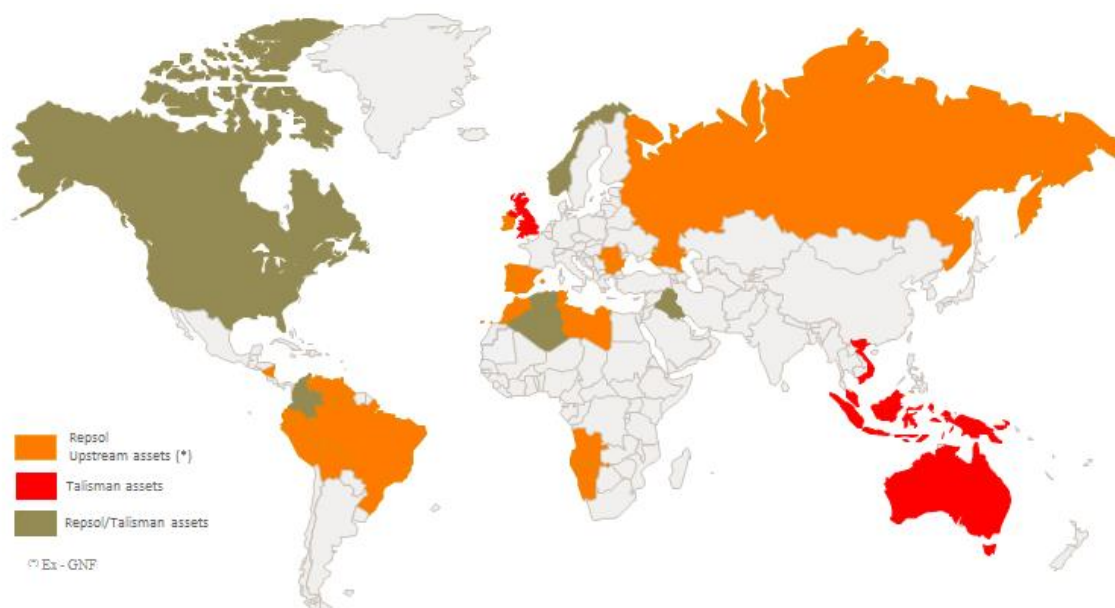 Repsol
Upstream assets (*)
Talisman assets
Repsol/Talisman assets
(*) Ex - GNF